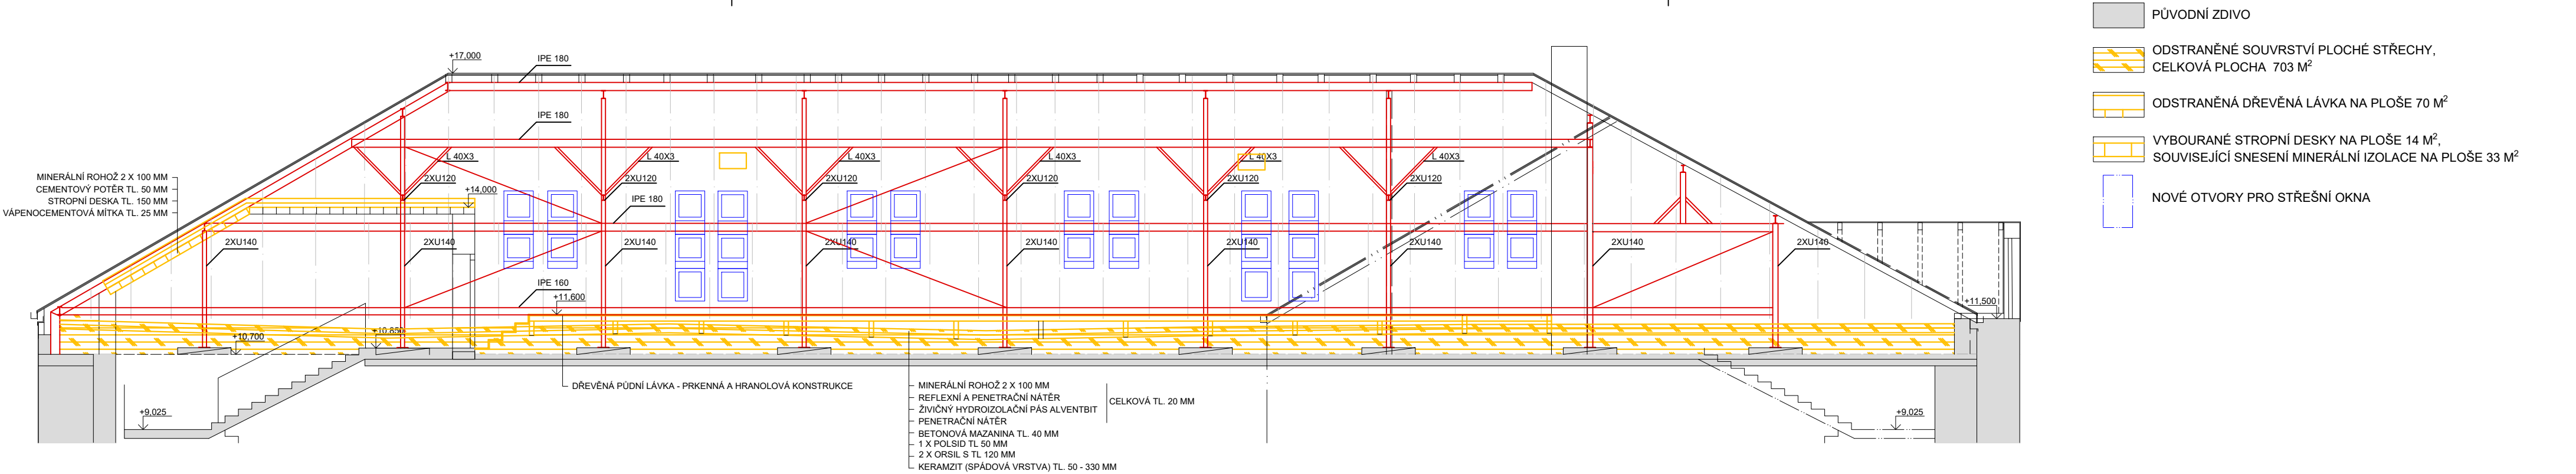 PŮVODNÍ ZDIVO
ODSTRANĚNÉ SOUVRSTVÍ PLOCHÉ STŘECHY,
CELKOVÁ PLOCHA 703 M²
ODSTRANĚNÁ DŘEVĚNÁ LÁVKA NA PLOŠE 70 M²
VYBOURANÉ STROPNÍ DESKY NA PLOŠE 14 M²,
SOUVISEJÍCÍ SNESENÍ MINERÁLNÍ IZOLACE NA PLOŠE 33 M²
NOVÉ OTVORY PRO STŘEŠNÍ OKNA
+17,000
IPE 180
IPE 180
L 40X3
L 40X3
L 40X3
L 40X3
L 40X3
L 40X3
MINERÁLNÍ ROHOŽ 2 X 100 MM
CEMENTOVÝ POTĚR TL. 50 MM
STROPNÍ DESKA TL. 150 MM
VÁPENOCEMENTOVÁ MÍTKA TL. 25 MM
2XU120
2XU120
2XU120
2XU120
2XU120
2XU120
+14,000
IPE 180
2XU140
2XU140
2XU140
2XU140
2XU140
2XU140
2XU140
2XU140
2XU140
IPE 160
+11,600
+11,500
+10,850
+10,700
DŘEVĚNÁ PŮDNÍ LÁVKA - PRKENNÁ A HRANOLOVÁ KONSTRUKCE
MINERÁLNÍ ROHOŽ 2 X 100 MM
REFLEXNÍ A PENETRAČNÍ NÁTĚR
ŽIVIČNÝ HYDROIZOLAČNÍ PÁS ALVENTBIT
PENETRAČNÍ NÁTĚR
CELKOVÁ TL. 20 MM
BETONOVÁ MAZANINA TL. 40 MM
1 X POLSID TL 50 MM
2 X ORSIL S TL 120 MM
KERAMZIT (SPÁDOVÁ VRSTVA) TL. 50 - 330 MM
+9,025
+9,025